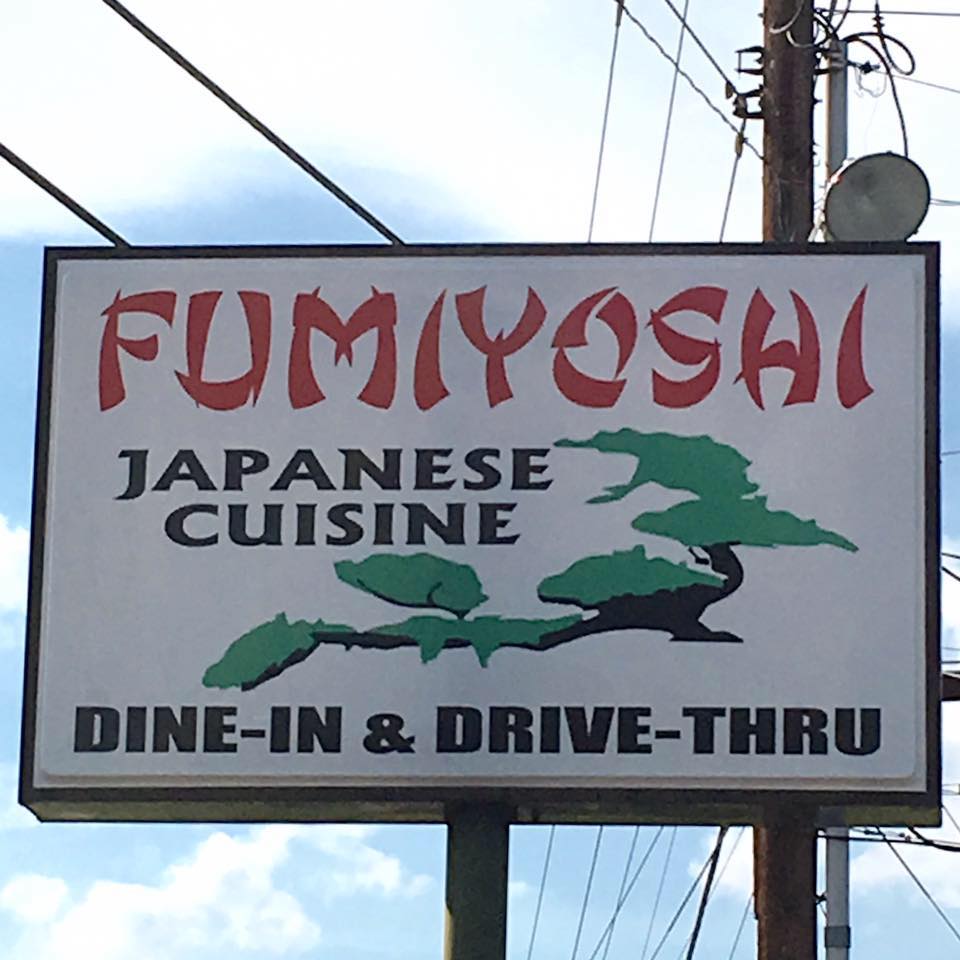 FUMIYOSHI
JAPANESE
CUISINE
DINE-IN & DRIVE-THRU